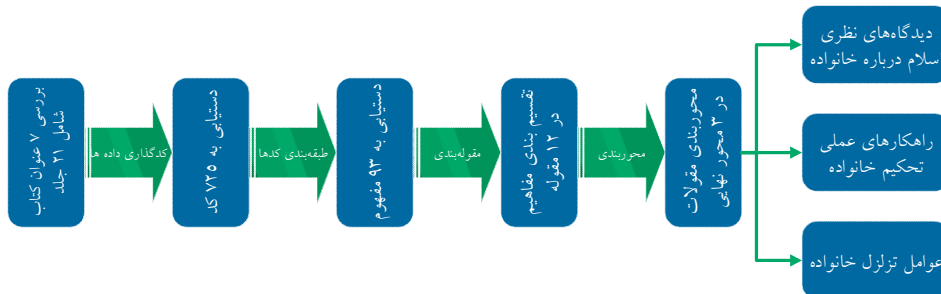 بررسی ۷ عنوان کتاب
شامل ۲۱ جلد
کدگذاری داده ها
دستیابی به ۷۲۵ کد
طبقه‌بندی کدها
دستیابی به ۹۳ مفهوم
مقوله‌بندی
تقسیم بندی مفاهیم
در ۱۲ مقوله
محوربندی
محوربندی مقولات
در ۳ محور نهایی
دیدگاه‌های نظری
سلام درباره خانواده
راهکارهای عملی
تحکیم خانواده
عوامل تزلزل خانواده